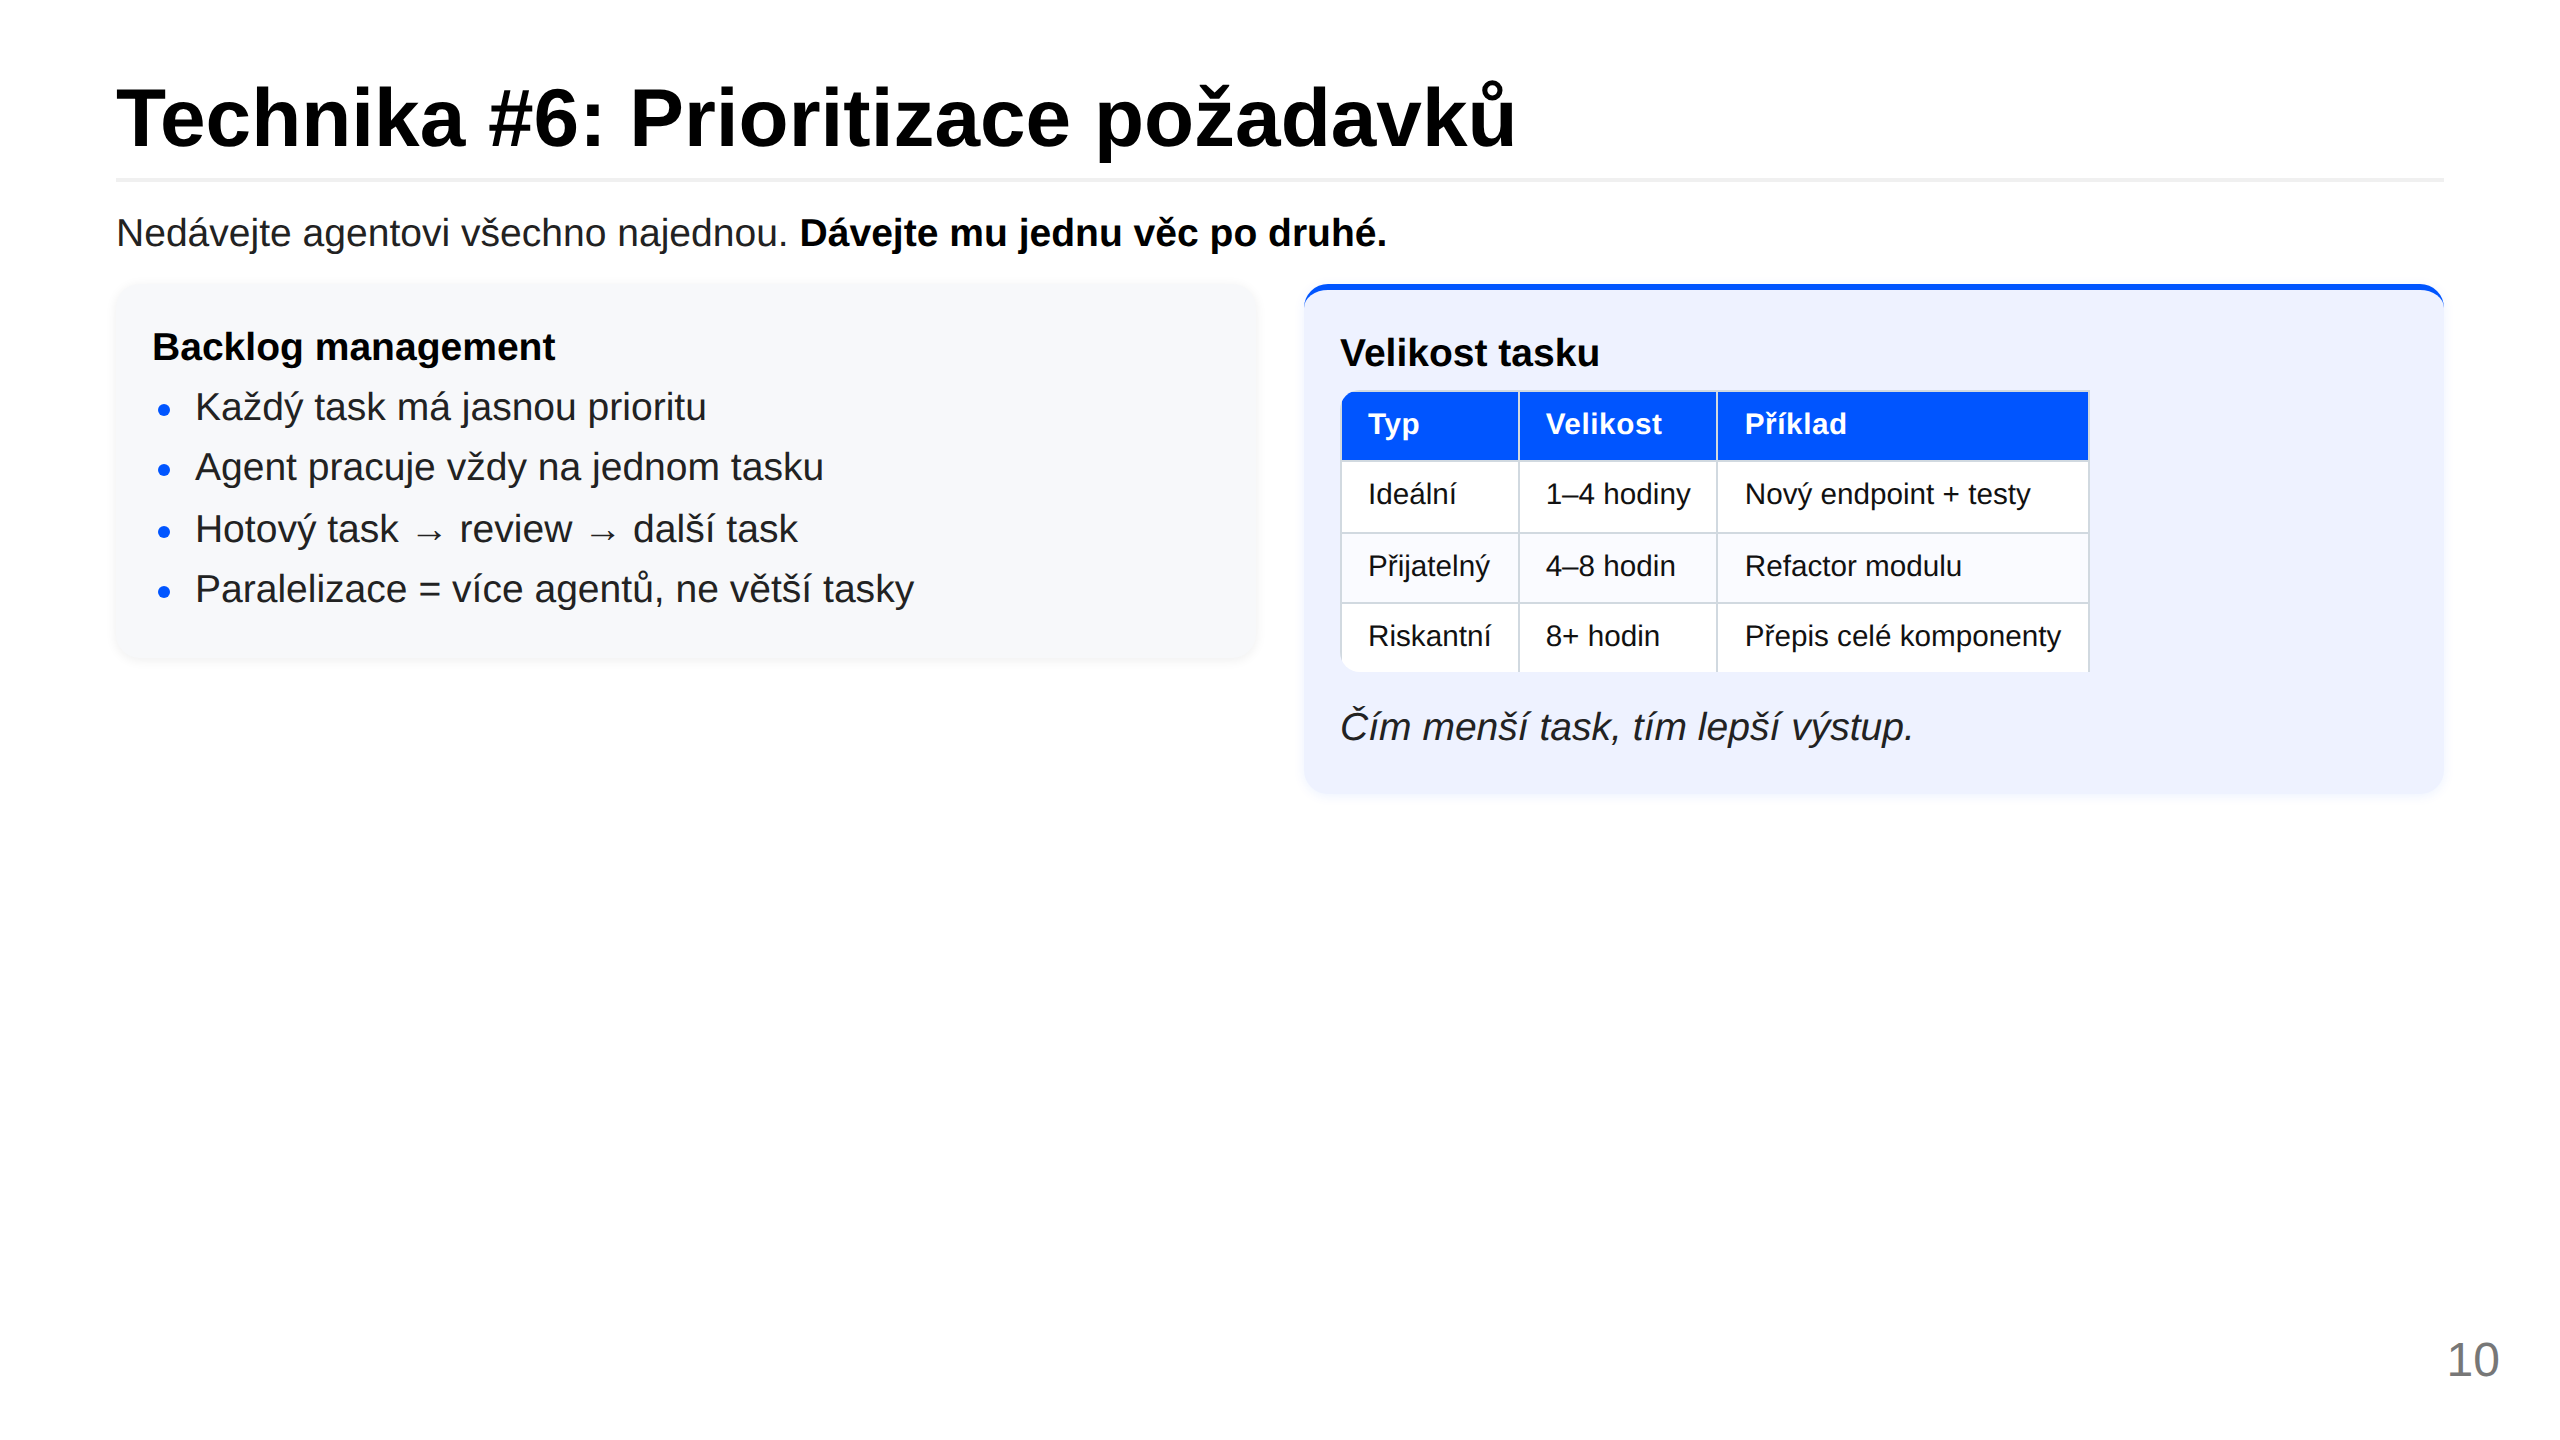 Technika #6: Prioritizace požadavků
Nedávejte agentovi všechno najednou. Dávejte mu jednu věc po druhé.
Backlog management
Každý task má jasnou prioritu
Agent pracuje vždy na jednom tasku
Hotový task → review → další task
Paralelizace = více agentů, ne větší tasky
Velikost tasku
Typ Velikost Příklad
Ideální 1–4 hodiny Nový endpoint + testy
Přijatelný 4–8 hodin Refactor modulu
Riskantní 8+ hodin Přepis celé komponenty
Čím menší task, tím lepší výstup.
10